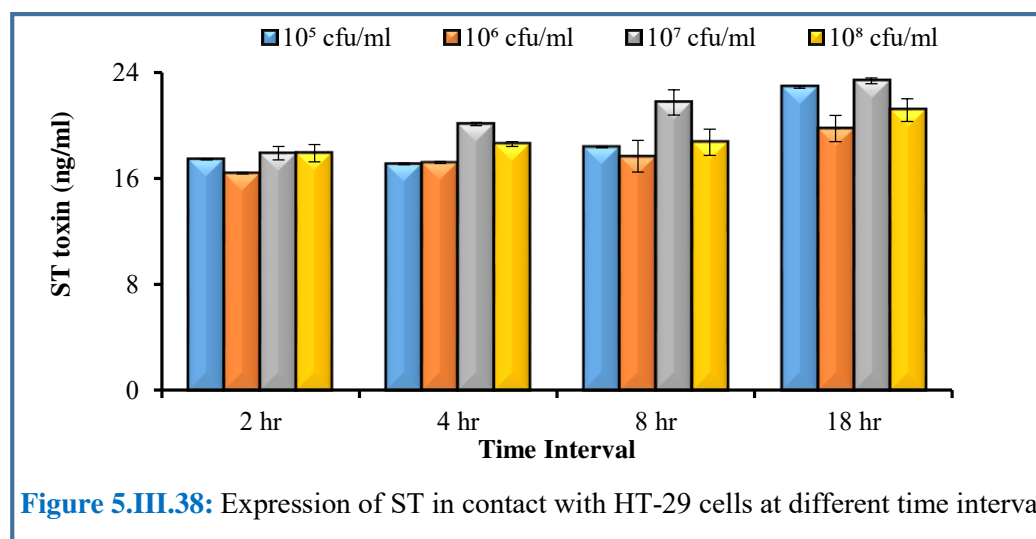 10⁵ cfu/ml 10⁶ cfu/ml 10⁷ cfu/ml 10⁸ cfu/ml
24
16
8
0
ST toxin (ng/ml)
2 hr 4 hr 8 hr 18 hr
Time Interval
Figure 5.III.38: Expression of ST in contact with HT-29 cells at different time interva